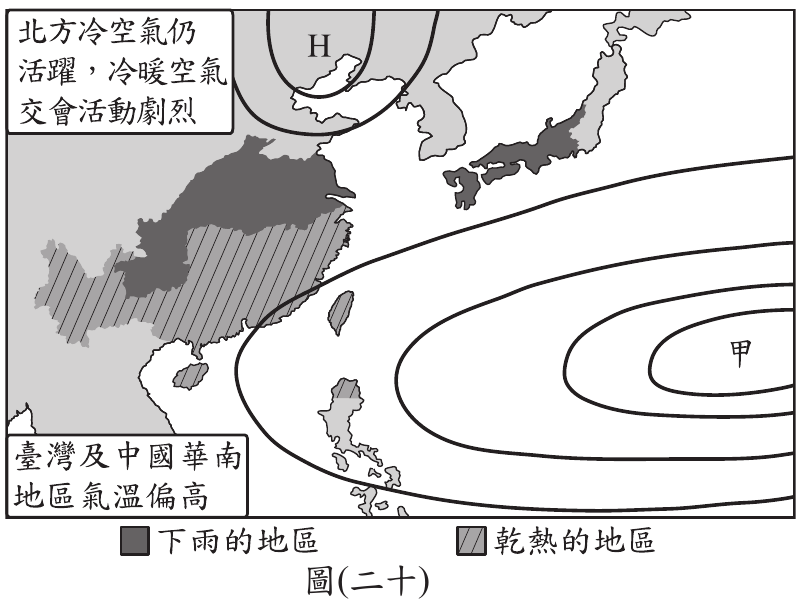 北方冷空氣仍
活躍，冷暖空氣
交會活動劇烈
H
甲
臺灣及中國華南
地區氣溫偏高
下雨的地區
乾熱的地區
圖(二十)